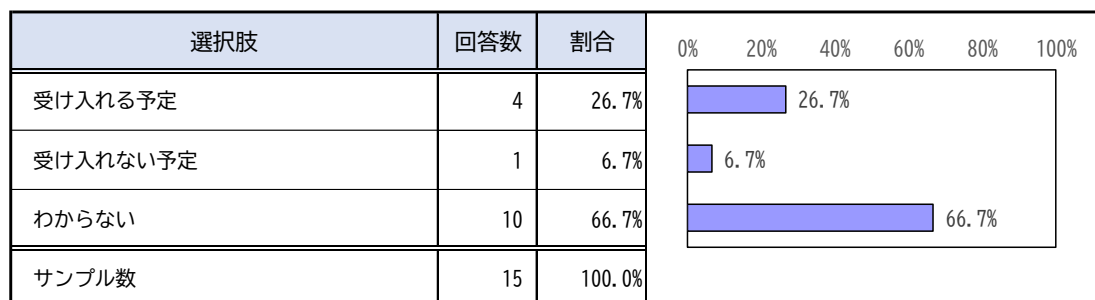 選択肢 回答数 割合
受け入れる予定 4 26.7%
受け入れない予定 1 6.7%
わからない 10 66.7%
サンプル数 15 100.0%
0% 20% 40% 60% 80% 100%
26.7%
6.7%
66.7%